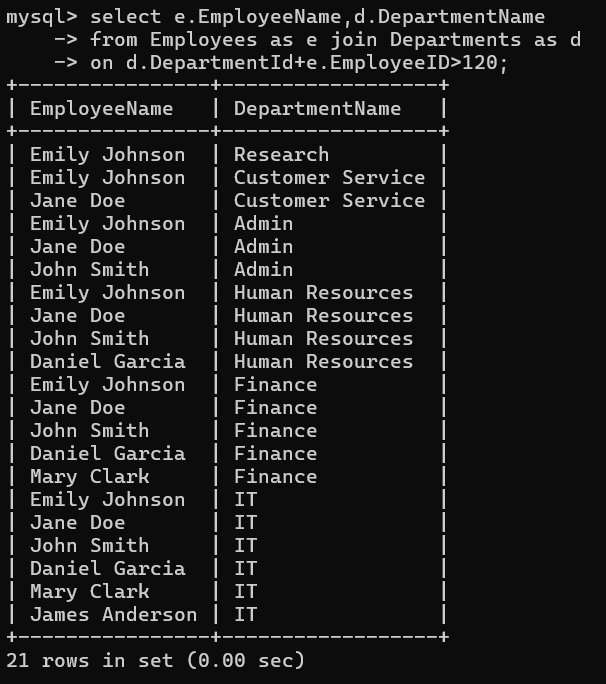 mysql> select e.EmployeeName,d.DepartmentName
    -> from Employees as e join Departments as d
    -> on d.DepartmentId+e.EmployeeID>120;
+----------------+------------------+
| EmployeeName   | DepartmentName   |
+----------------+------------------+
| Emily Johnson  | Research         |
| Emily Johnson  | Customer Service |
| Jane Doe       | Customer Service |
| Emily Johnson  | Admin            |
| Jane Doe       | Admin            |
| John Smith     | Admin            |
| Emily Johnson  | Human Resources  |
| Jane Doe       | Human Resources  |
| John Smith     | Human Resources  |
| Daniel Garcia  | Human Resources  |
| Emily Johnson  | Finance          |
| Jane Doe       | Finance          |
| John Smith     | Finance          |
| Daniel Garcia  | Finance          |
| Mary Clark     | Finance          |
| Emily Johnson  | IT               |
| Jane Doe       | IT               |
| John Smith     | IT               |
| Daniel Garcia  | IT               |
| Mary Clark     | IT               |
| James Anderson | IT               |
+----------------+------------------+
21 rows in set (0.00 sec)